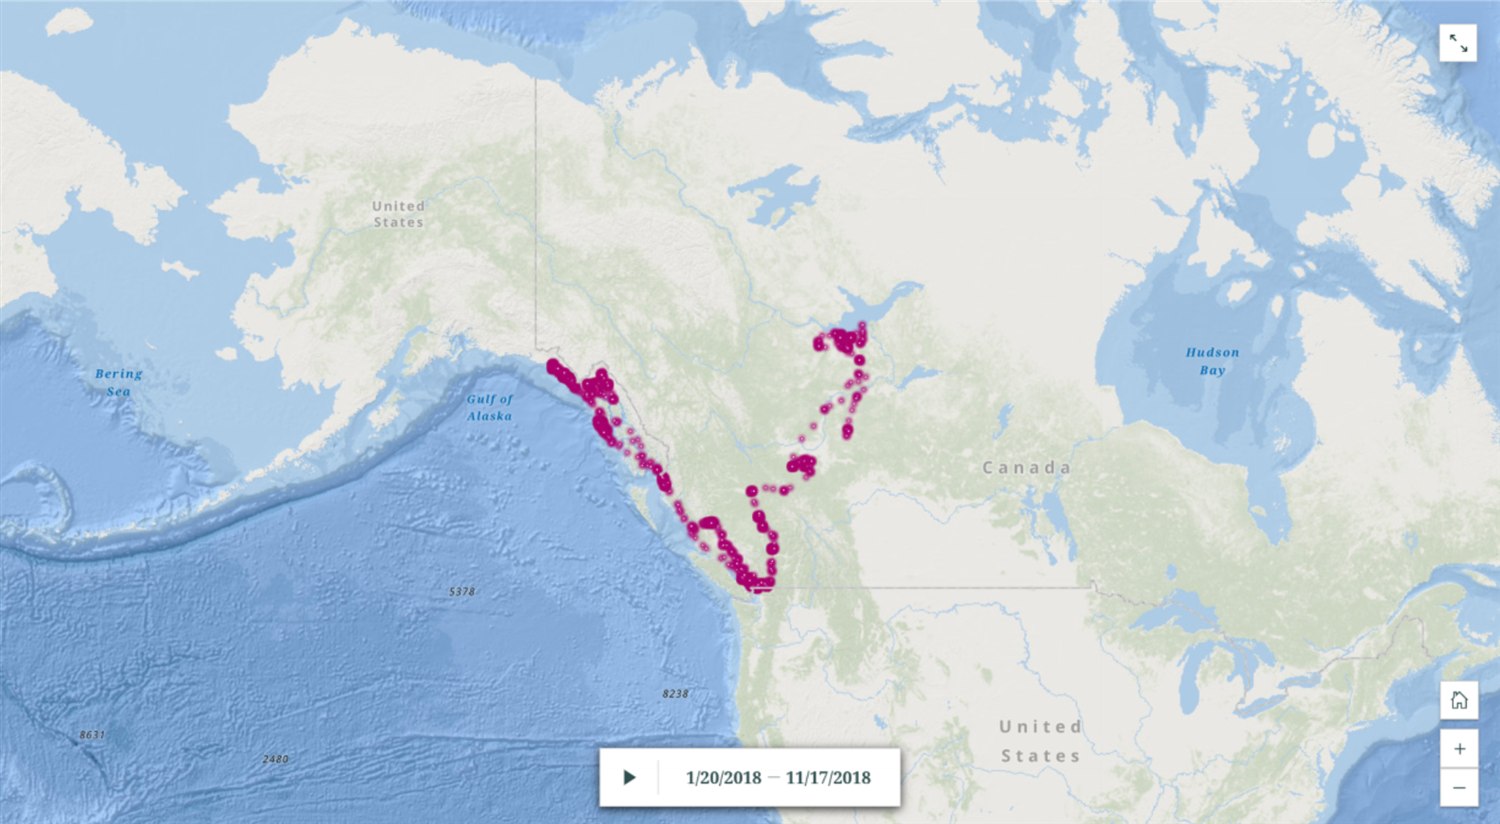 United
States
Bering
Sea
Gulf of
Alaska
Hudson
Bay
Canada
5378
8238
United
States
8631
2480
1/20/2018 — 11/17/2018